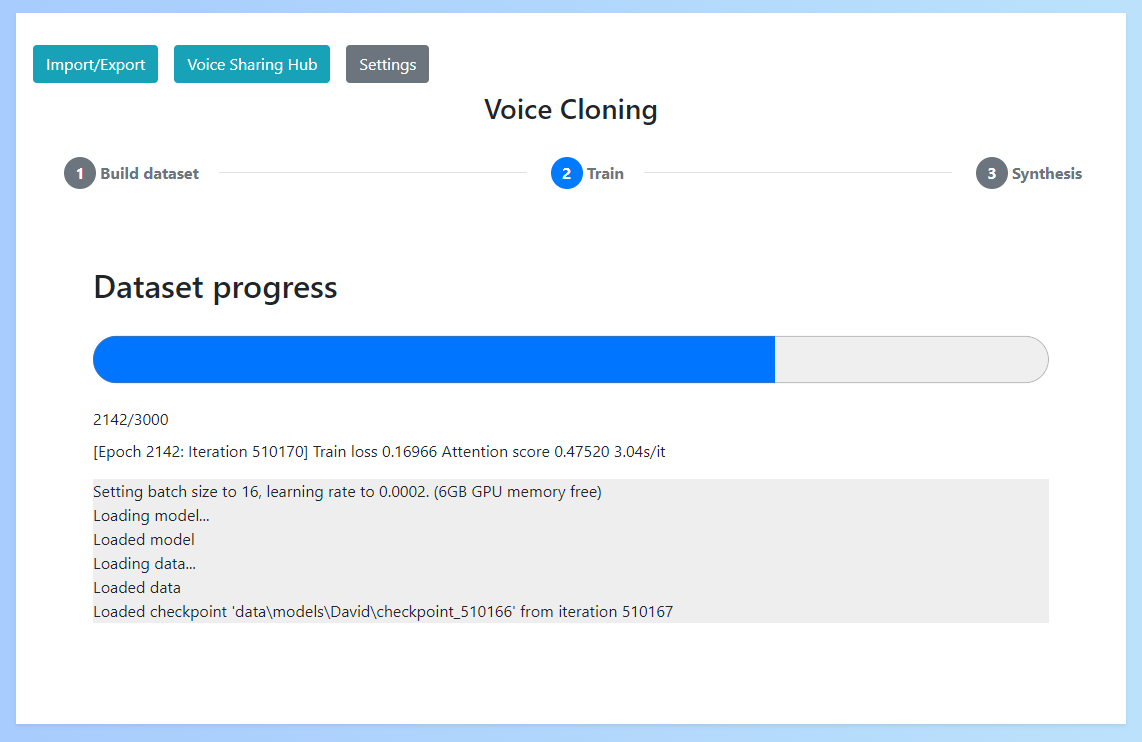 Import/Export Voice Sharing Hub Settings
Voice Cloning
1 Build dataset 2 Train 3 Synthesis
Dataset progress
2142/3000
[Epoch 2142: Iteration 510170] Train loss 0.16966 Attention score 0.47520 3.04s/it
Setting batch size to 16, learning rate to 0.0002. (6GB GPU memory free)
Loading model...
Loaded model
Loading data...
Loaded data
Loaded checkpoint 'data\models\David\checkpoint_510166' from iteration 510167